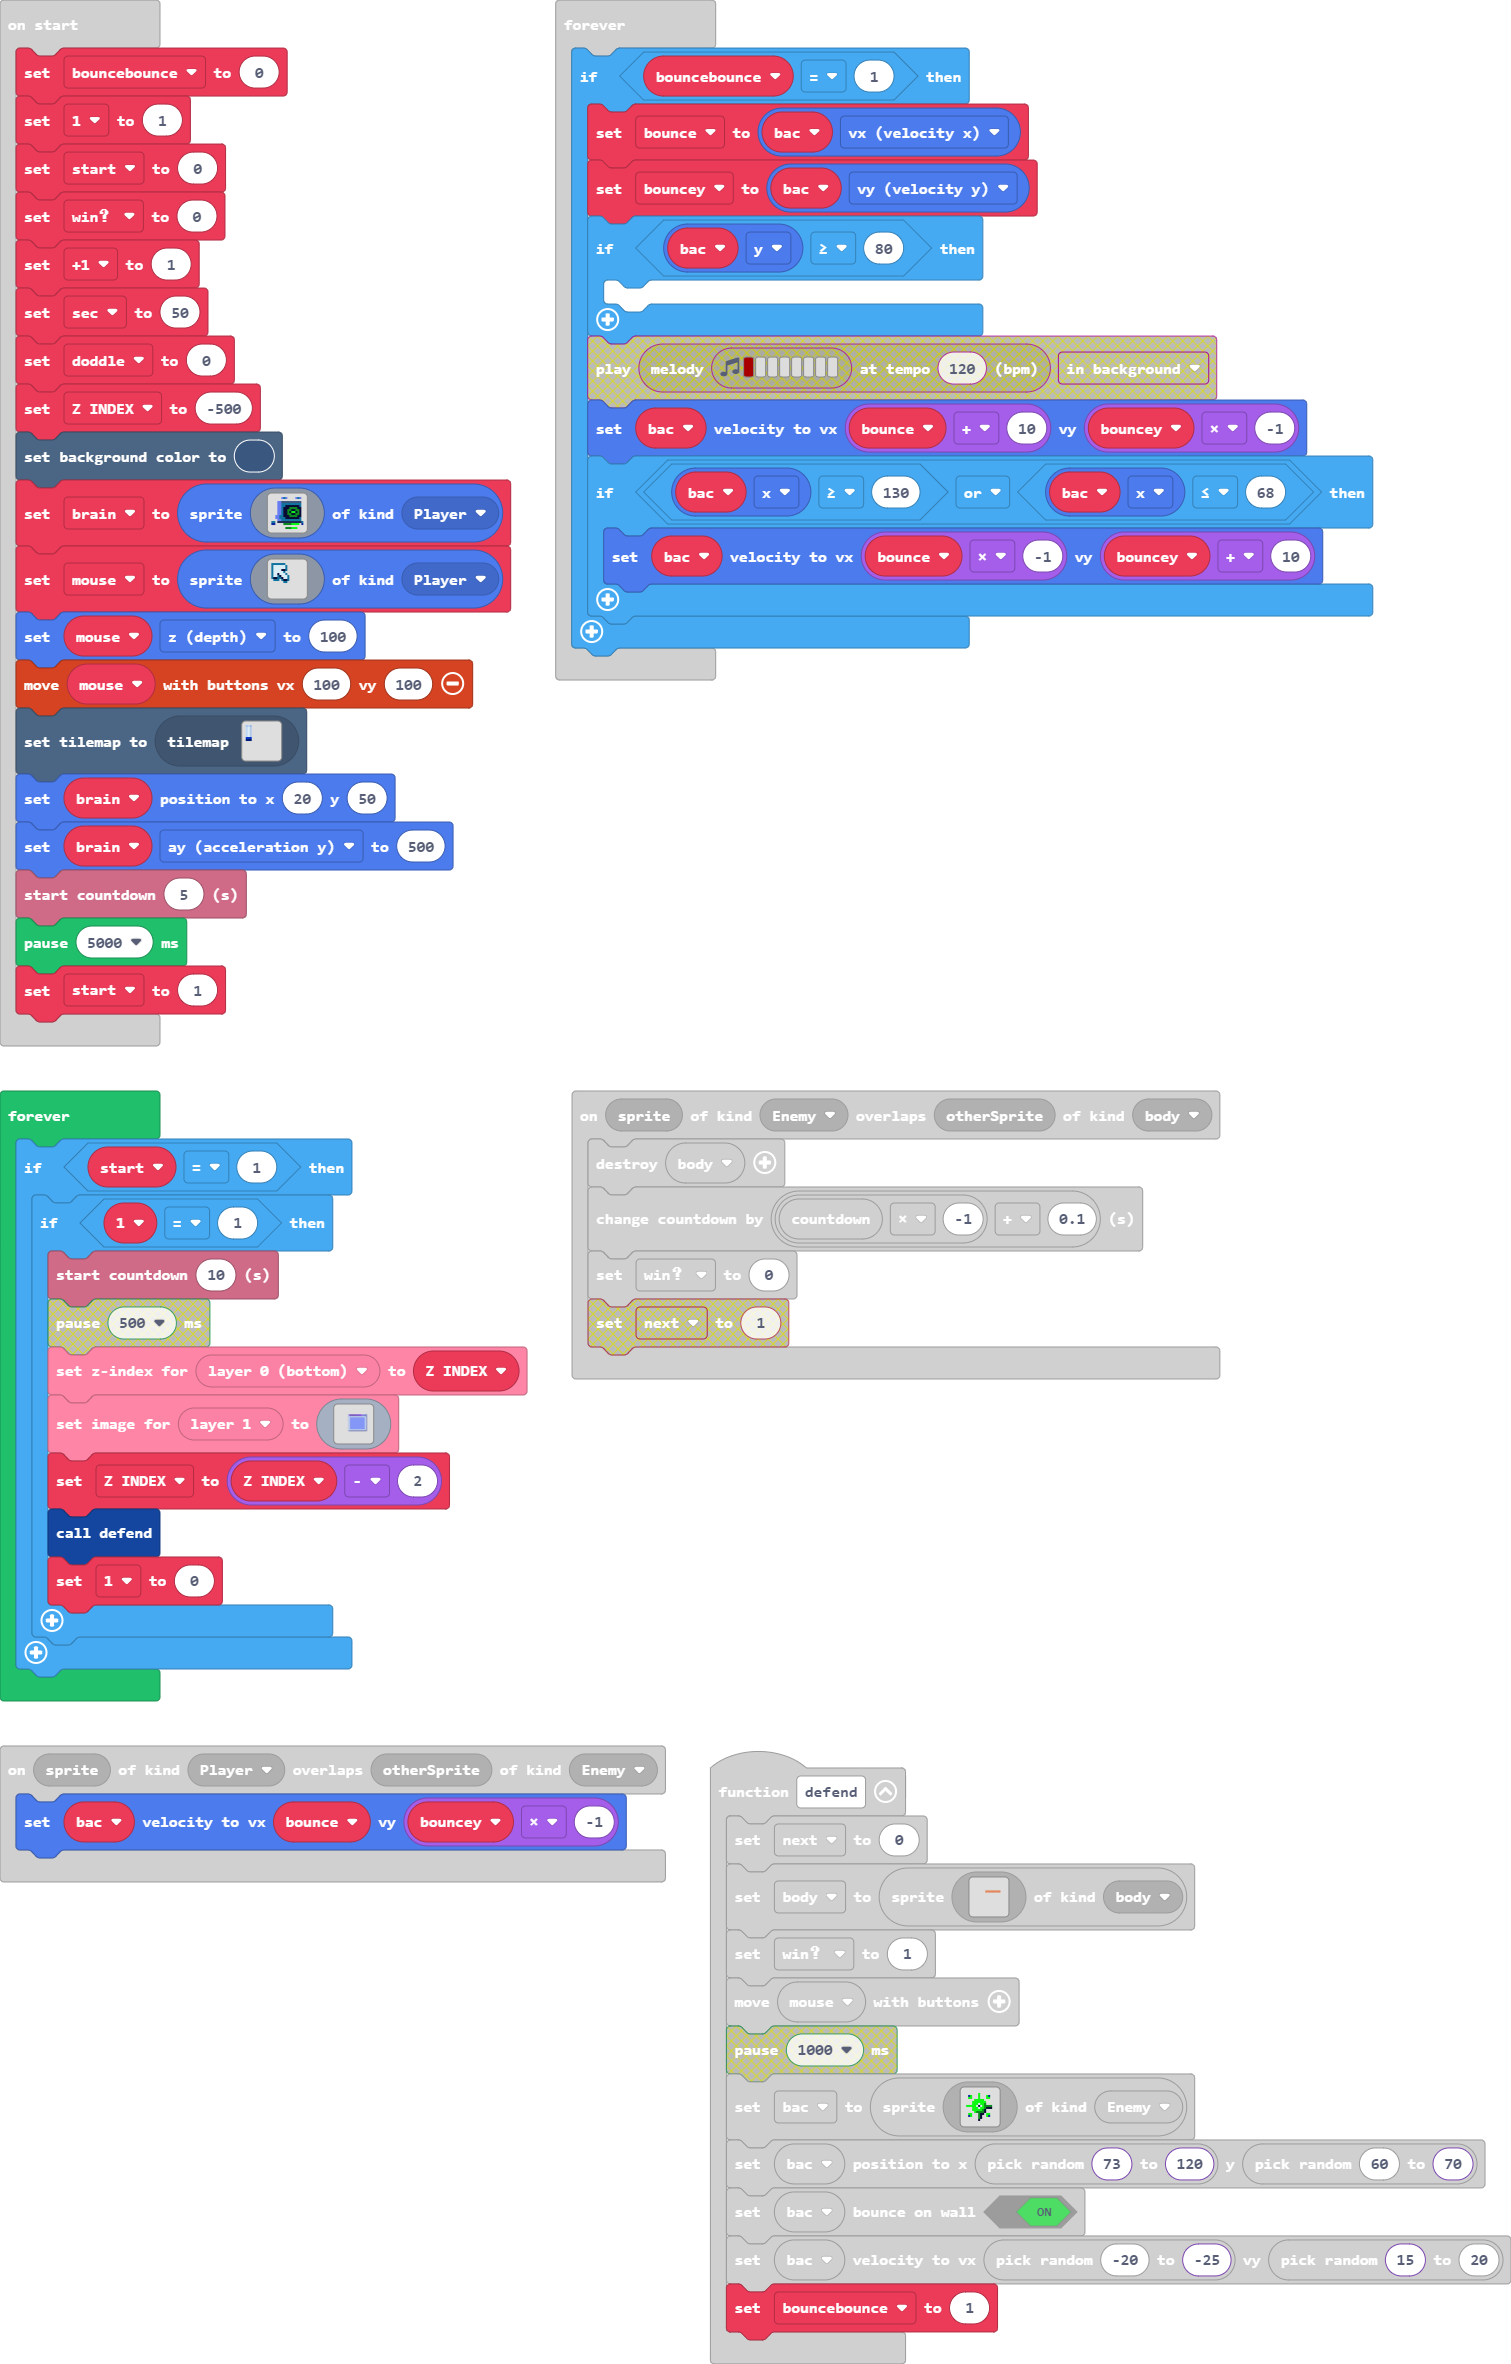 on start
set bouncebounce to 0
set 1 to 1
set start to 0
set win? to 0
set +1 to 1
set sec to 50
set doddle to 0
set Z INDEX to -500
set background color to
set brain to sprite of kind Player
set mouse to sprite of kind Player
set mouse z (depth) to 100
move mouse with buttons vx 100 vy 100
set tilemap to tilemap
set brain position to x 20 y 50
set brain ay (acceleration y) to 500
start countdown 5 (s)
pause 5000 ms
set start to 1
forever
if bouncebounce = 1 then
set bounce to bac vx (velocity x)
set bouncey to bac vy (velocity y)
if bac y ≥ 80 then
play melody at tempo 120 (bpm) in background
set bac velocity to vx bounce + 10 vy bouncey × -1
if bac x ≥ 130 or bac x ≤ 68 then
set bac velocity to vx bounce × -1 vy bouncey + 10
forever
if start = 1 then
if 1 = 1 then
start countdown 10 (s)
pause 500 ms
set z-index for layer 0 (bottom) to Z INDEX
set image for layer 1 to
set Z INDEX to Z INDEX - 2
call defend
set 1 to 0
on sprite of kind Enemy overlaps otherSprite of kind body
destroy body
change countdown by countdown × -1 + 0.1 (s)
set win? to 0
set next to 1
on sprite of kind Player overlaps otherSprite of kind Enemy
set bac velocity to vx bounce vy bouncey × -1
function defend
set next to 0
set body to sprite of kind body
set win? to 1
move mouse with buttons
pause 1000 ms
set bac to sprite of kind Enemy
set bac position to x pick random 73 to 120 y pick random 60 to 70
set bac bounce on wall ON
set bac velocity to vx pick random -20 to -25 vy pick random 15 to 20
set bouncebounce to 1